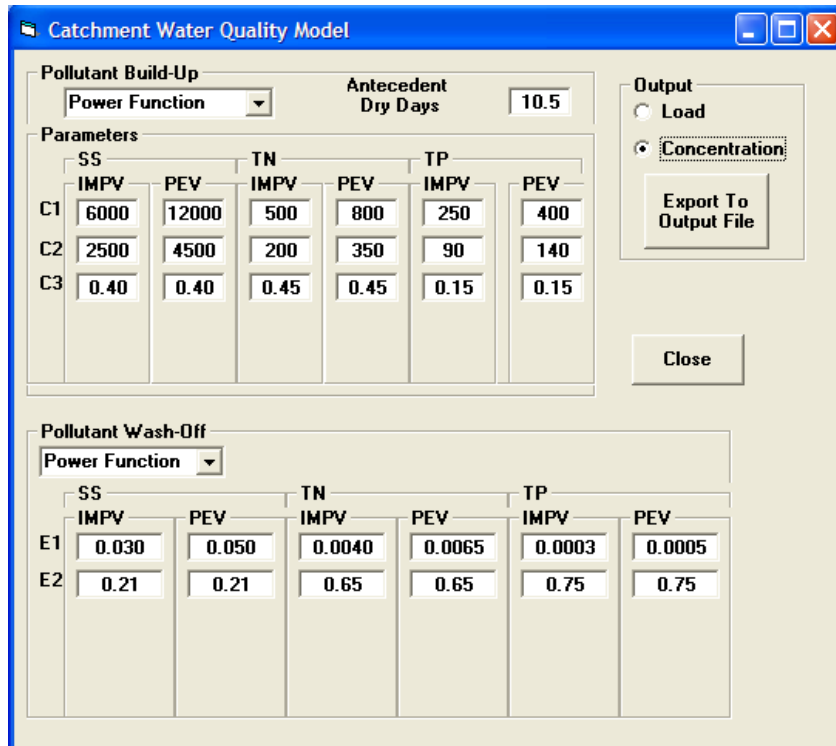 Catchment Water Quality Model
Pollutant Build-Up
Power Function
Antecedent
Dry Days
10.5
Parameters
SS TN TP
IMPV PEV IMPV PEV IMPV PEV
C1 6000 12000 500 800 250 400
C2 2500 4500 200 350 90 140
C3 0.40 0.40 0.45 0.45 0.15 0.15
Output
Load
Concentration
Export To
Output File
Close
Pollutant Wash-Off
Power Function
SS TN TP
IMPV PEV IMPV PEV IMPV PEV
E1 0.030 0.050 0.0040 0.0065 0.0003 0.0005
E2 0.21 0.21 0.65 0.65 0.75 0.75